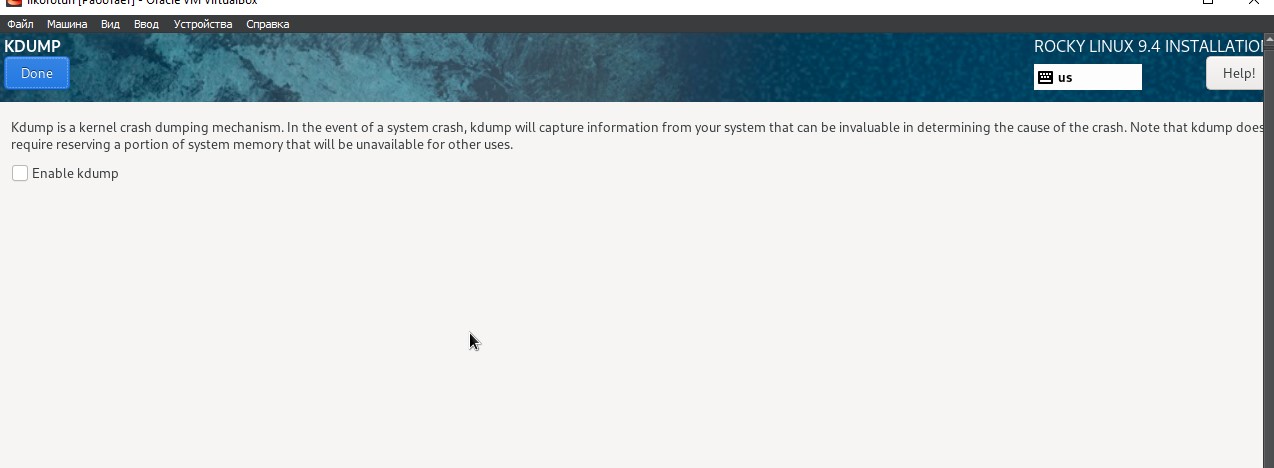 [Работает] - Oracle VM VirtualBox
Файл Машина Вид Ввод Устройства Справка
KDUMP
ROCKY LINUX 9.4 INSTALLATION
Done
us
Help!
Kdump is a kernel crash dumping mechanism. In the event of a system crash, kdump will capture information from your system that can be invaluable in determining the cause of the crash. Note that kdump does
require reserving a portion of system memory that will be unavailable for other uses.
Enable kdump